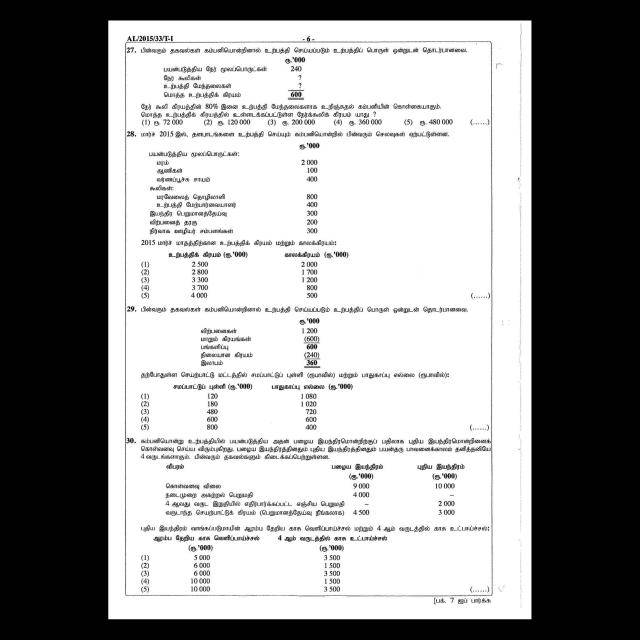 AL/2015/33/T-I
- 6 -
27. பின்வரும் தகவல்கள் கம்பனியொன்றினால் உற்பத்தி செய்யப்படும் உற்பத்திப் பொருள் ஒன்றுடன் தொடர்பானவை.
ரூ.'000
பயன்படுத்திய நேர் மூலப்பொருட்கள் 240
நேர் கூலிகள் ?
உற்பத்தி மேந்தலைகள் ?
மொத்த உற்பத்திக் கிரயம் 600
நேர் கூலி கிரயத்தின் 80% இனை உற்பத்தி மேந்தலைகளாக உறிஞ்சுதல் கம்பனியின் கொள்கையாகும்.
மொத்த உற்பத்திக் கிரயத்தில் உள்ளடக்கப்பட்டுள்ள நேர்க்கூலிக் கிரயம் யாது ?
(1) ரூ. 72 000 (2) ரூ. 120 000 (3) ரூ. 200 000 (4) ரூ. 360 000 (5) ரூ. 480 000 (......)
28. மார்ச் 2015 இல், தளபாடங்களை உற்பத்தி செய்யும் கம்பனியொன்றில் பின்வரும் செலவுகள் ஏற்பட்டுள்ளன.
ரூ.'000
பயன்படுத்திய மூலப்பொருட்கள்:
மரம் 2 000
ஆணிகள் 100
வர்ணப்பூச்சு சாயம் 400
கூலிகள்:
மரவேலைத் தொழிலாளி 800
உற்பத்தி மேற்பார்வையாளர் 400
இயந்திர பெறுமானத்தேய்வு 300
விற்பனைத் தரகு 200
நிர்வாக ஊழியர் சம்பளங்கள் 300
2015 மார்ச் மாதத்திற்கான உற்பத்திக் கிரயம் மற்றும் காலக்கிரயம்:
உற்பத்திக் கிரயம் (ரூ.'000) காலக்கிரயம் (ரூ.'000)
(1) 2 500 2 000
(2) 2 800 1 700
(3) 3 300 1 200
(4) 3 700 800
(5) 4 000 500 (......)
29. பின்வரும் தகவல்கள் கம்பனியொன்றினால் உற்பத்தி செய்யப்படும் உற்பத்திப் பொருள் ஒன்றுடன் தொடர்பானவை.
ரூ.'000
விற்பனைகள் 1 200
மாறும் கிரயங்கள் (600)
பங்களிப்பு 600
நிலையான கிரயம் (240)
இலாபம் 360
தற்போதுள்ள செயற்பாட்டு மட்டத்தில் சமப்பாட்டுப் புள்ளி (ரூபாவில்) மற்றும் பாதுகாப்பு எல்லை (ரூபாவில்):
சமப்பாட்டுப் புள்ளி (ரூ.'000) பாதுகாப்பு எல்லை (ரூ.'000)
(1) 120 1 080
(2) 180 1 020
(3) 480 720
(4) 600 600
(5) 800 400 (......)
30. கம்பனியொன்று உற்பத்தியில் பயன்படுத்திய அதன் பழைய இயந்திரமொன்றிற்குப் பதிலாக புதிய இயந்திரமொன்றினைக்
கொள்வனவு செய்ய விரும்புகிறது. பழைய இயந்திரத்தினதும் புதிய இயந்திரத்தினதும் பயன்தரு பாவனைக்காலம் தனித்தனியே
4 வருடங்களாகும். பின்வரும் தகவல்களும் கிடைக்கப்பெற்றுள்ளன.
விபரம் பழைய இயந்திரம் புதிய இயந்திரம்
(ரூ.'000) (ரூ.'000)
கொள்வனவு விலை 9 000 10 000
நடைமுறை அகற்றல் பெறுமதி 4 000 –
4 ஆவது வருட இறுதியில் எதிர்பார்க்கப்பட்ட எஞ்சிய பெறுமதி – 2 000
வருடாந்த செயற்பாட்டுக் கிரயம் (பெறுமானத்தேய்வு நீங்கலாக) 4 500 3 000
புதிய இயந்திரம் வாங்கப்படுமாயின் ஆரம்ப தேறிய காசு வெளிப்பாய்ச்சல் மற்றும் 4 ஆம் வருடத்தில் காசு உட்பாய்ச்சல்:
ஆரம்ப தேறிய காசு வெளிப்பாய்ச்சல் 4 ஆம் வருடத்தில் காசு உட்பாய்ச்சல்
(ரூ.'000) (ரூ.'000)
(1) 5 000 3 500
(2) 6 000 1 500
(3) 6 000 3 500
(4) 10 000 1 500
(5) 10 000 3 500 (......)
[பக். 7 ஐப் பார்க்க